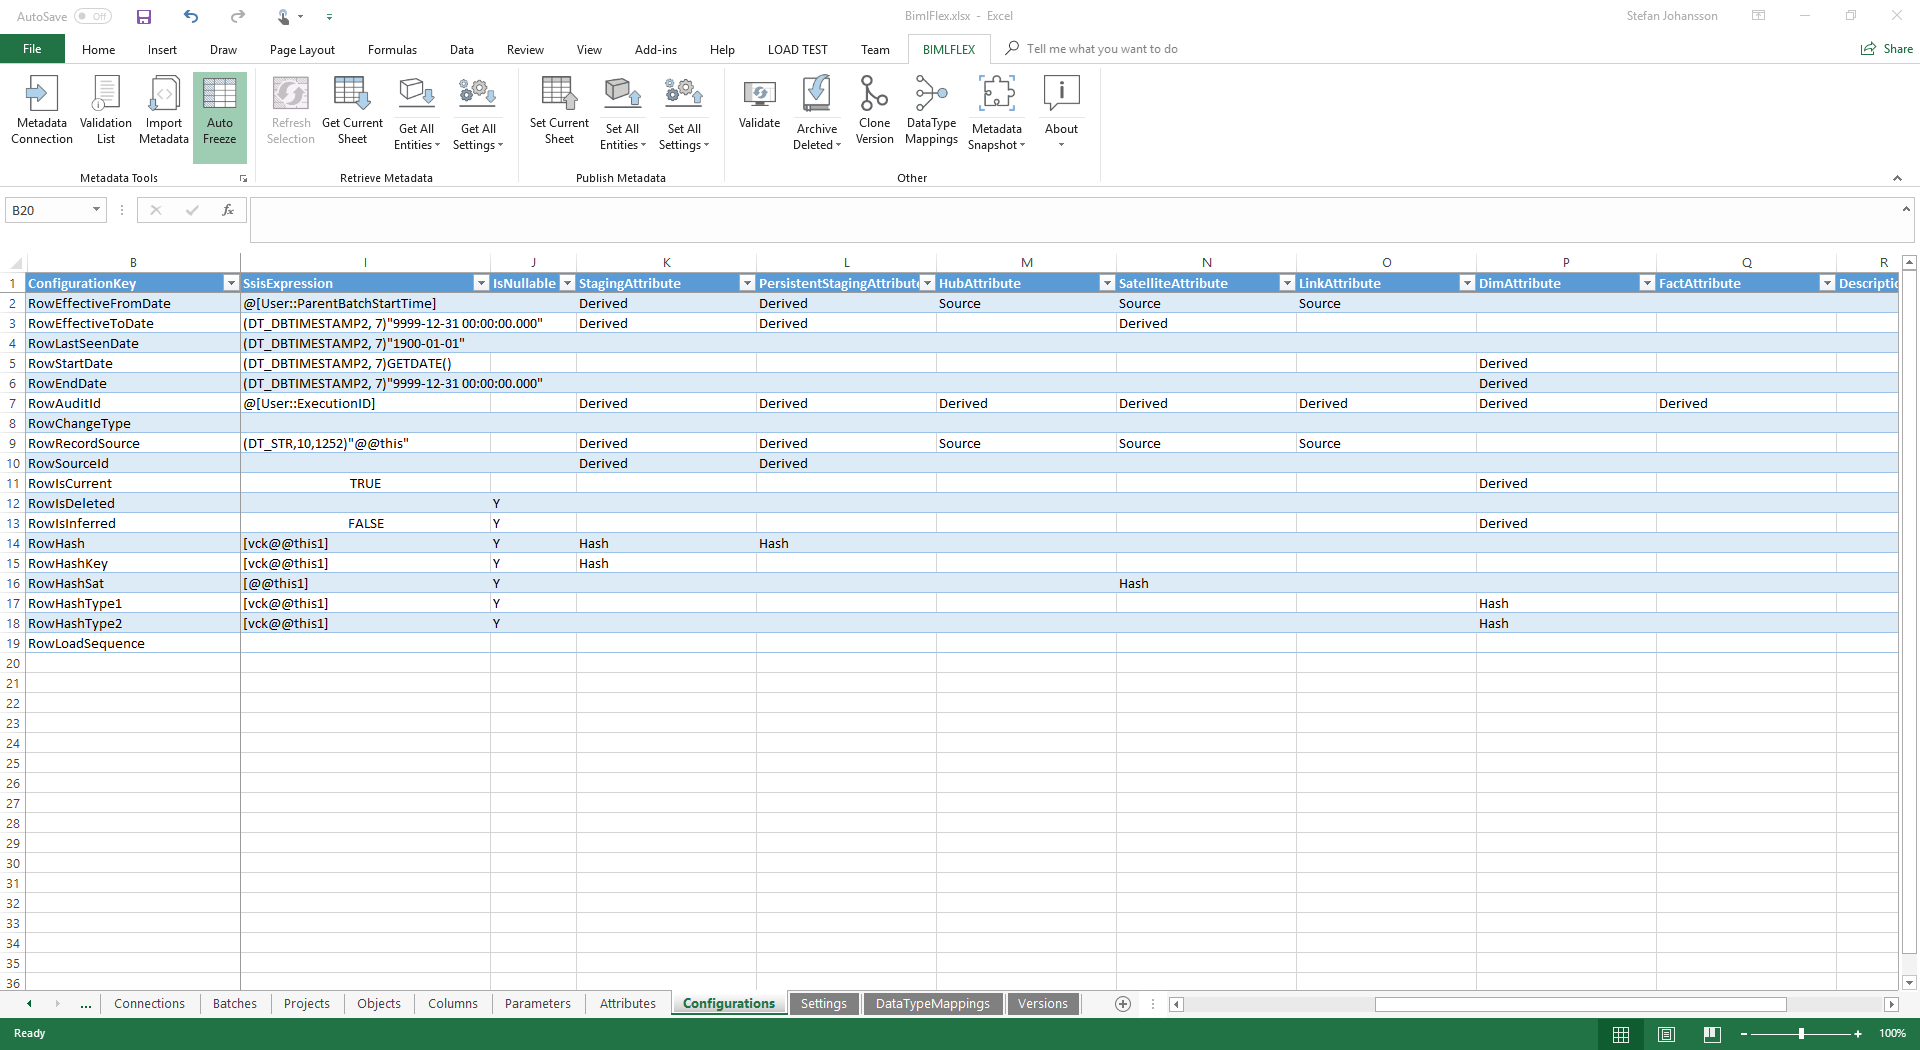 AutoSave Off BimlFlex.xlsx - Excel Stefan Johansson
File Home Insert Draw Page Layout Formulas Data Review View Add-ins Help LOAD TEST Team BIMLFLEX Tell me what you want to do Share
Metadata Connection
Validation List
Import Metadata
Auto Freeze
Metadata Tools
Refresh Selection
Get Current Sheet
Get All Entities
Get All Settings
Retrieve Metadata
Set Current Sheet
Set All Entities
Set All Settings
Publish Metadata
Validate
Archive Deleted
Clone Version
DataType Mappings
Metadata Snapshot
About
Other
B20 fx
B I J K L M N O P Q R
1 ConfigurationKey SsisExpression IsNullable StagingAttribute PersistentStagingAttribute HubAttribute SatelliteAttribute LinkAttribute DimAttribute FactAttribute Descriptio
2 RowEffectiveFromDate @[User::ParentBatchStartTime] Derived Derived Source Source Source
3 RowEffectiveToDate (DT_DBTIMESTAMP2, 7)"9999-12-31 00:00:00.000" Derived Derived Derived
4 RowLastSeenDate (DT_DBTIMESTAMP2, 7)"1900-01-01"
5 RowStartDate (DT_DBTIMESTAMP2, 7)GETDATE() Derived
6 RowEndDate (DT_DBTIMESTAMP2, 7)"9999-12-31 00:00:00.000" Derived
7 RowAuditId @[User::ExecutionID] Derived Derived Derived Derived Derived Derived Derived
8 RowChangeType
9 RowRecordSource (DT_STR,10,1252)"@@this" Derived Derived Source Source Source
10 RowSourceId Derived Derived
11 RowIsCurrent TRUE Derived
12 RowIsDeleted Y
13 RowIsInferred FALSE Y Derived
14 RowHash [vck@@this1] Y Hash Hash
15 RowHashKey [vck@@this1] Y Hash
16 RowHashSat [@@this1] Y Hash
17 RowHashType1 [vck@@this1] Y Hash
18 RowHashType2 [vck@@this1] Y Hash
19 RowLoadSequence
20
21
22
23
24
25
26
27
28
29
30
31
32
33
34
35
36
... Connections Batches Projects Objects Columns Parameters Attributes Configurations Settings DataTypeMappings Versions
Ready 100%